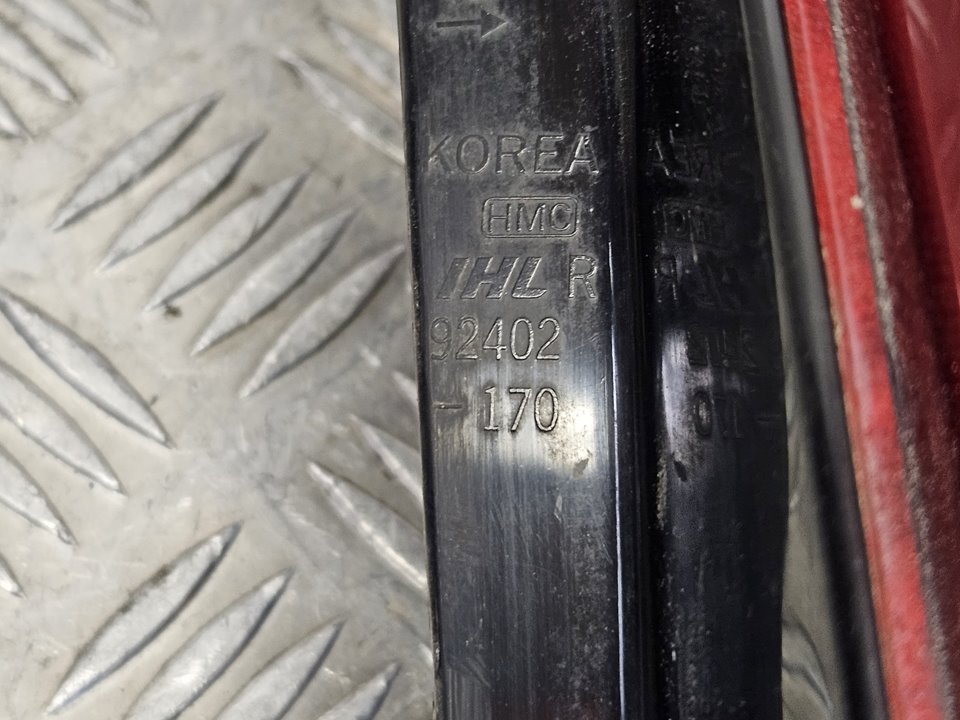 KOREA
HMC
IHL R
92402
- 170